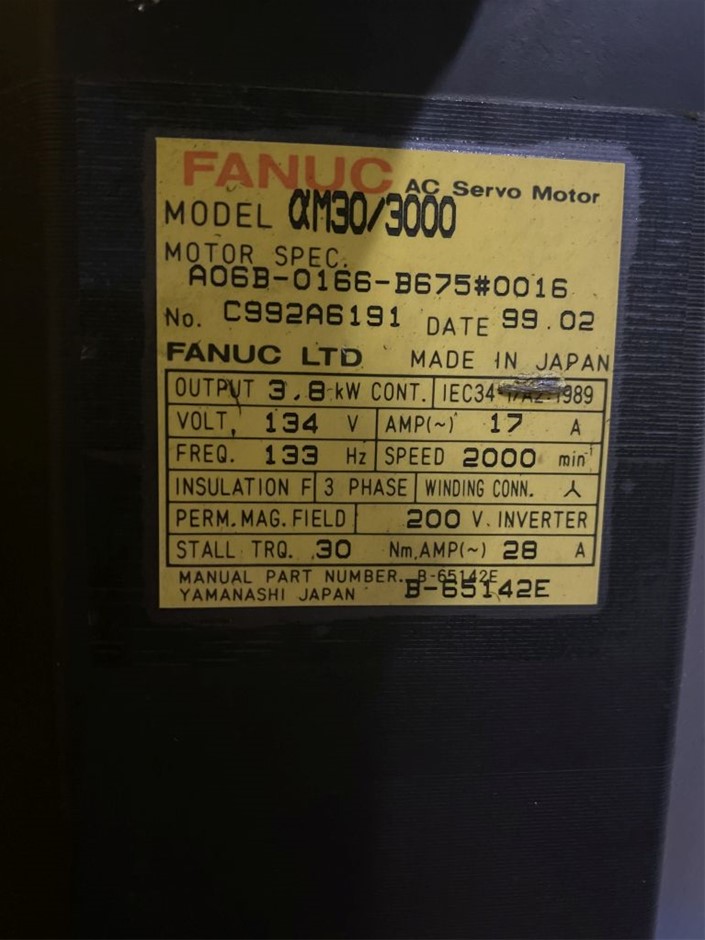 FANUC AC Servo Motor
MODEL αM30/3000
MOTOR SPEC.
A06B-0166-B675#0016
No. C992A6191 DATE 99.02
FANUC LTD MADE IN JAPAN
OUTPUT 3.8 kW CONT. IEC34- 1989
VOLT. 134 V AMP(~) 17 A
FREQ. 133 Hz SPEED 2000 min⁻¹
INSULATION F 3 PHASE WINDING CONN. 人
PERM.MAG.FIELD 200 V. INVERTER
STALL TRQ. 30 Nm,AMP(~) 28 A
MANUAL PART NUMBER. B-65142E
YAMANASHI JAPAN B-65142E